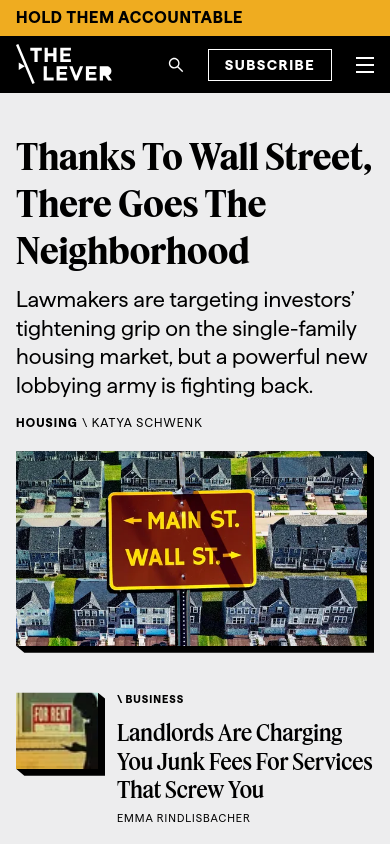 HOLD THEM ACCOUNTABLE
THE
LEVER
SUBSCRIBE
Thanks To Wall Street,
There Goes The
Neighborhood
Lawmakers are targeting investors’
tightening grip on the single-family
housing market, but a powerful new
lobbying army is fighting back.
HOUSING \ KATYA SCHWENK
← MAIN ST.
WALL ST. →
FOR RENT
\ BUSINESS
Landlords Are Charging
You Junk Fees For Services
That Screw You
EMMA RINDLISBACHER